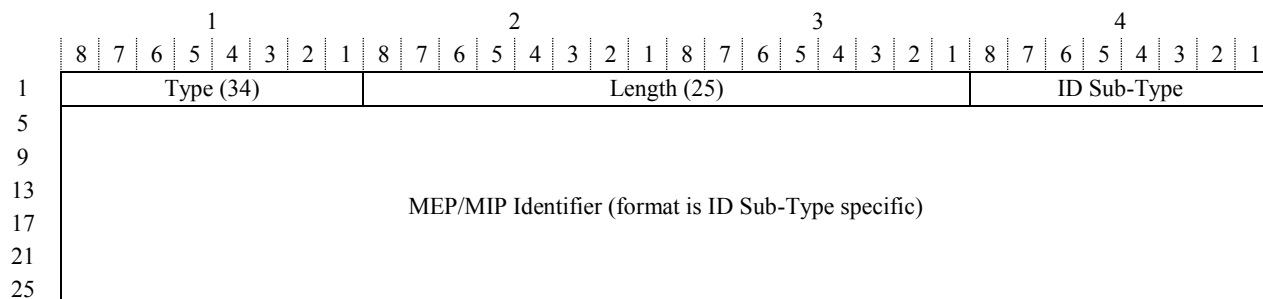 1 2 3 4
8 7 6 5 4 3 2 1 8 7 6 5 4 3 2 1 8 7 6 5 4 3 2 1 8 7 6 5 4 3 2 1
1 Type (34) Length (25) ID Sub-Type
5
9
13
MEP/MIP Identifier (format is ID Sub-Type specific)
17
21
25